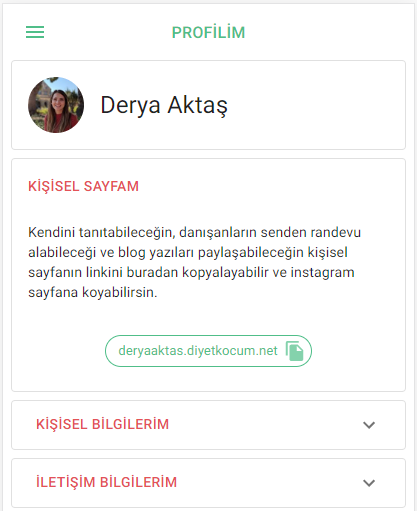 PROFİLİM
Derya Aktaş
KİŞİSEL SAYFAM
Kendini tanıtabileceğin, danışanların senden randevu
alabileceği ve blog yazıları paylaşabileceğin kişisel
sayfanın linkini buradan kopyalayabilir ve instagram
sayfana koyabilirsin.
deryaaktas.diyetkocum.net
KİŞİSEL BİLGİLERİM
İLETİŞİM BİLGİLERİM